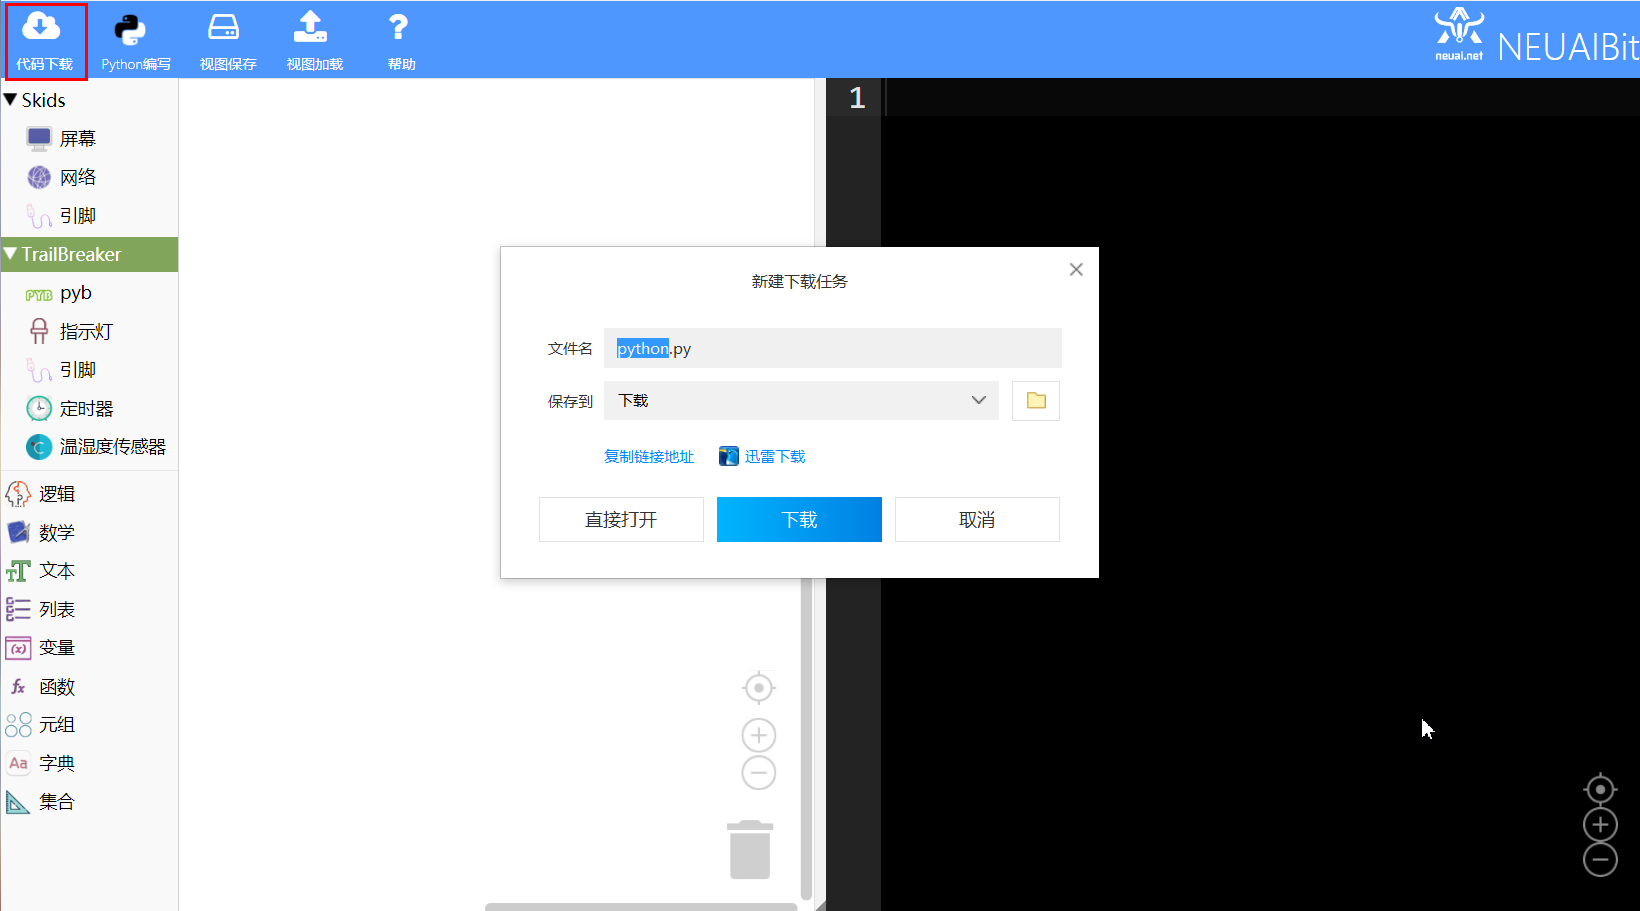 代码下载
Python编写
视图保存
视图加载
?
帮助
neuai.net
NEUAIBit
Skids
屏幕
网络
引脚
TrailBreaker
PYB pyb
指示灯
引脚
定时器
C 温湿度传感器
逻辑
数学
TT 文本
列表
(x) 变量
fx 函数
元组
Aa 字典
集合
1
新建下载任务
文件名 python.py
保存到 下载
复制链接地址 迅雷下载
直接打开 下载 取消